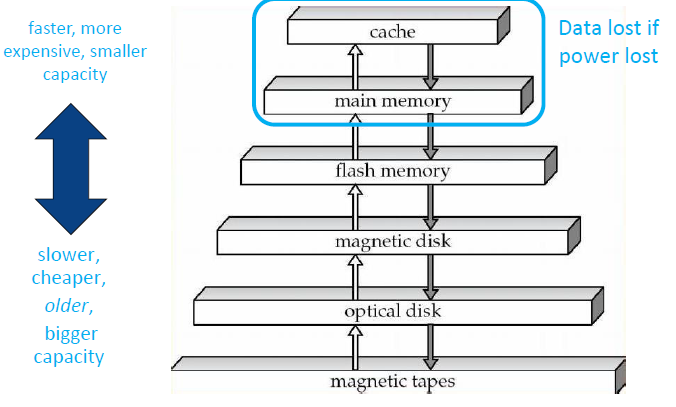 faster, more
expensive, smaller
capacity
slower,
cheaper,
older,
bigger
capacity
cache
main memory
flash memory
magnetic disk
optical disk
magnetic tapes
Data lost if
power lost